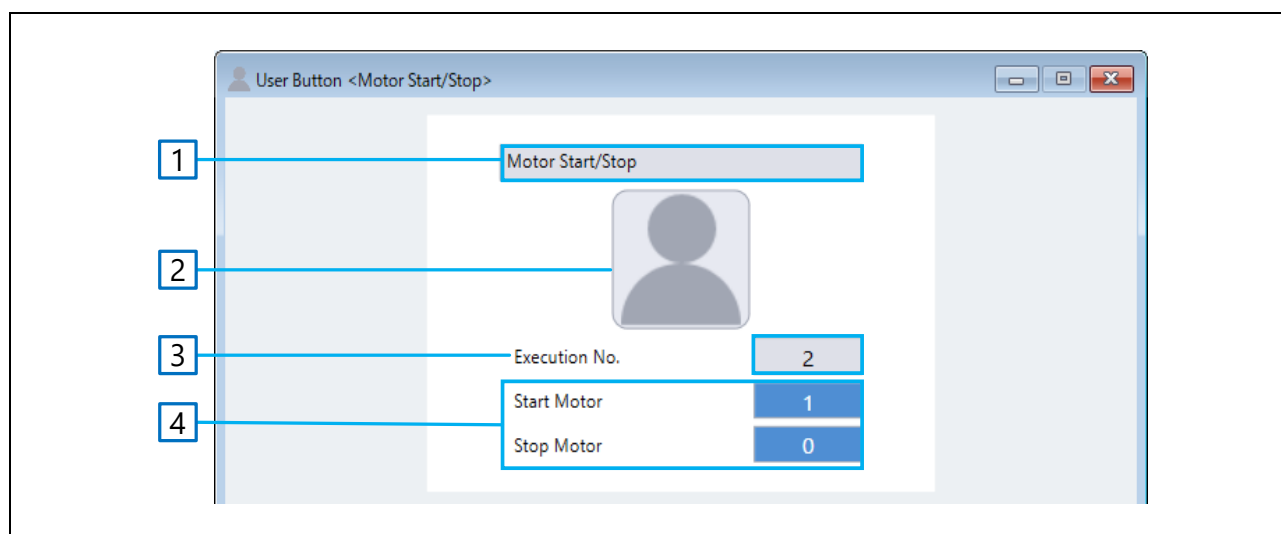 User Button <Motor Start/Stop>
1
Motor Start/Stop
2
3
Execution No. 2
4
Start Motor 1
Stop Motor 0